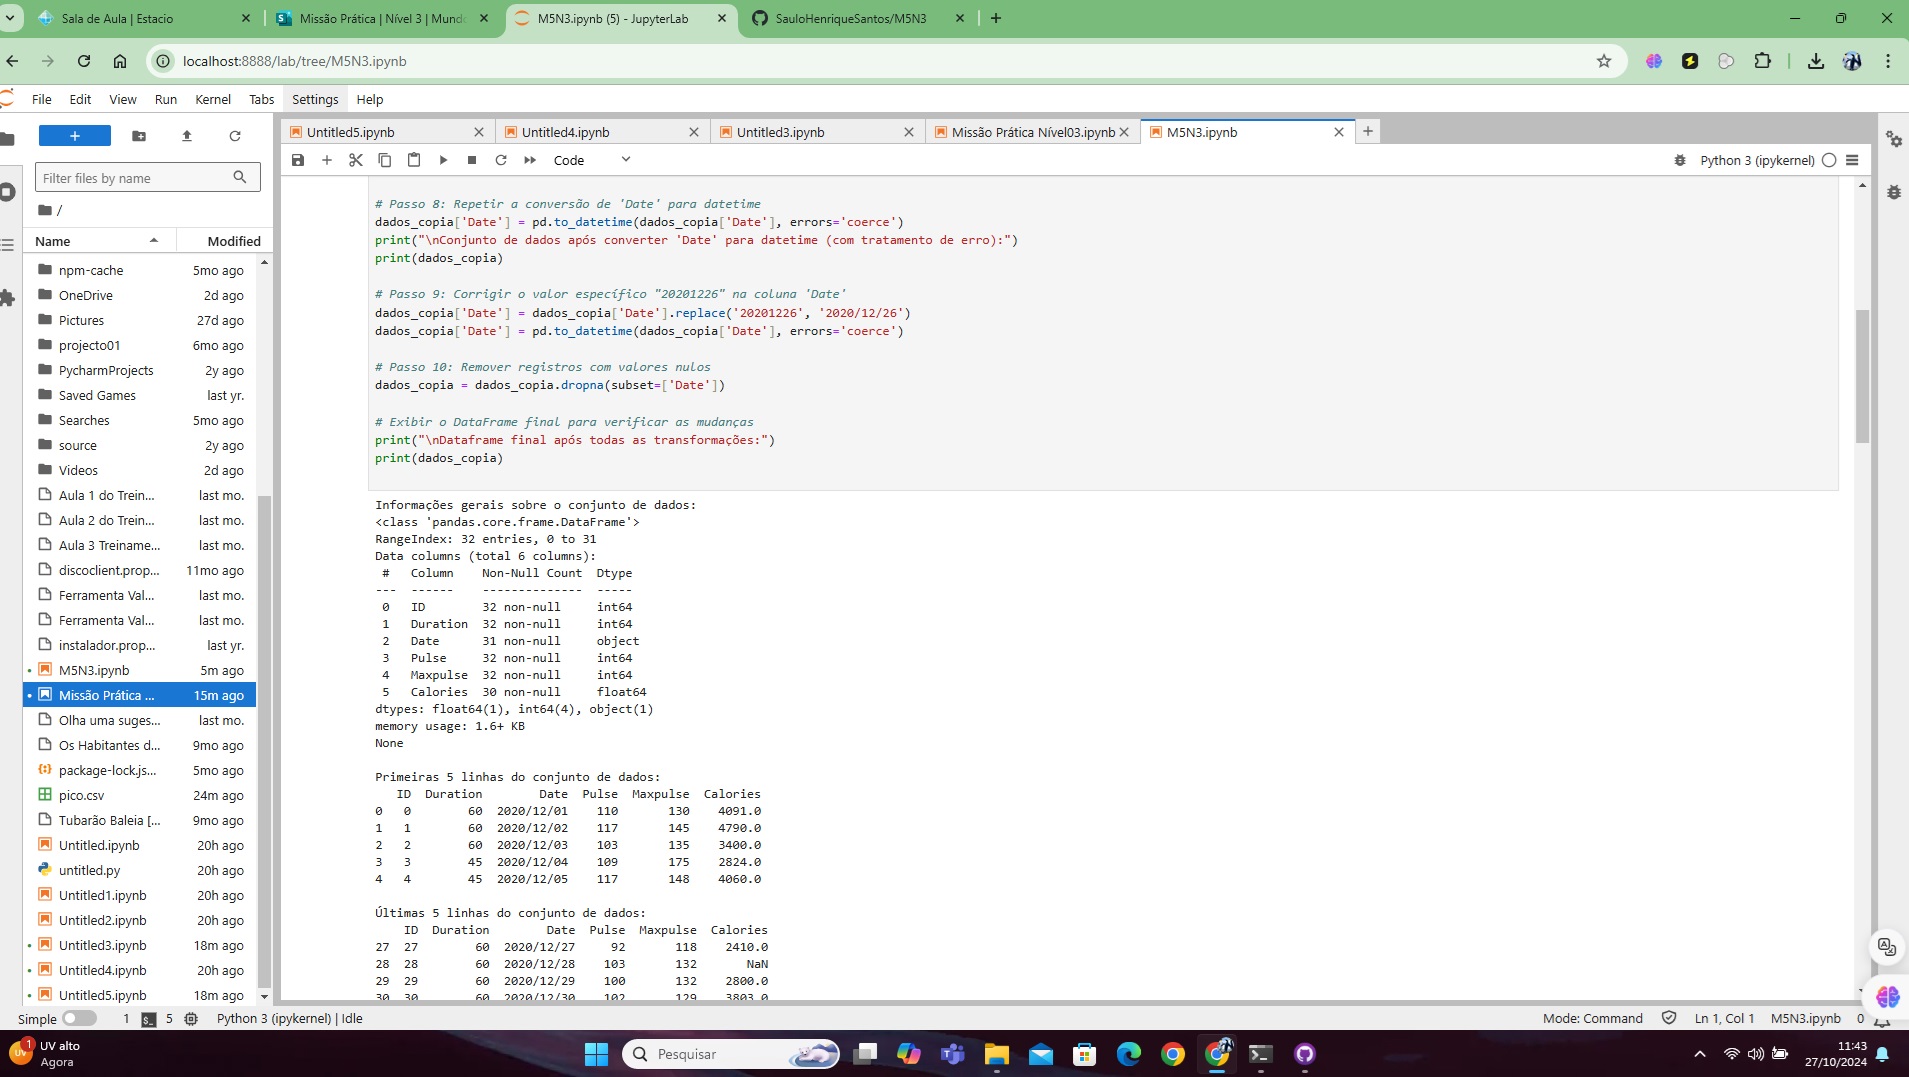 Sala de Aula | Estacio
Missão Prática | Nível 3 | Mundo
M5N3.ipynb (5) - JupyterLab
SauloHenriqueSantos/M5N3
localhost:8888/lab/tree/M5N3.ipynb
File Edit View Run Kernel Tabs Settings Help
Untitled5.ipynb
Untitled4.ipynb
Untitled3.ipynb
Missão Prática Nível03.ipynb
M5N3.ipynb
Code
Python 3 (ipykernel)
Filter files by name
/
Name Modified
npm-cache 5mo ago
OneDrive 2d ago
Pictures 27d ago
projecto01 6mo ago
PycharmProjects 2y ago
Saved Games last yr.
Searches 5mo ago
source 2y ago
Videos 2d ago
Aula 1 do Trein... last mo.
Aula 2 do Trein... last mo.
Aula 3 Treiname... last mo.
discoclient.prop... 11mo ago
Ferramenta Val... last mo.
Ferramenta Val... last mo.
instalador.prop... last yr.
M5N3.ipynb 5m ago
Missão Prática ... 15m ago
Olha uma suges... last mo.
Os Habitantes d... 9mo ago
package-lock.js... 5mo ago
pico.csv 24m ago
Tubarão Baleia [... 9mo ago
Untitled.ipynb 20h ago
untitled.py 20h ago
Untitled1.ipynb 20h ago
Untitled2.ipynb 20h ago
Untitled3.ipynb 18m ago
Untitled4.ipynb 20h ago
Untitled5.ipynb 18m ago
# Passo 8: Repetir a conversão de 'Date' para datetime
dados_copia['Date'] = pd.to_datetime(dados_copia['Date'], errors='coerce')
print("\nConjunto de dados após converter 'Date' para datetime (com tratamento de erro):")
print(dados_copia)
# Passo 9: Corrigir o valor específico "20201226" na coluna 'Date'
dados_copia['Date'] = dados_copia['Date'].replace('20201226', '2020/12/26')
dados_copia['Date'] = pd.to_datetime(dados_copia['Date'], errors='coerce')
# Passo 10: Remover registros com valores nulos
dados_copia = dados_copia.dropna(subset=['Date'])
# Exibir o DataFrame final para verificar as mudanças
print("\nDataframe final após todas as transformações:")
print(dados_copia)
Informações gerais sobre o conjunto de dados:
<class 'pandas.core.frame.DataFrame'>
RangeIndex: 32 entries, 0 to 31
Data columns (total 6 columns):
# Column Non-Null Count Dtype
--- ------ -------------- -----
0 ID 32 non-null int64
1 Duration 32 non-null int64
2 Date 31 non-null object
3 Pulse 32 non-null int64
4 Maxpulse 32 non-null int64
5 Calories 30 non-null float64
dtypes: float64(1), int64(4), object(1)
memory usage: 1.6+ KB
None
Primeiras 5 linhas do conjunto de dados:
ID Duration Date Pulse Maxpulse Calories
0 0 60 2020/12/01 110 130 4091.0
1 1 60 2020/12/02 117 145 4790.0
2 2 60 2020/12/03 103 135 3400.0
3 3 45 2020/12/04 109 175 2824.0
4 4 45 2020/12/05 117 148 4060.0
Últimas 5 linhas do conjunto de dados:
ID Duration Date Pulse Maxpulse Calories
27 27 60 2020/12/27 92 118 2410.0
28 28 60 2020/12/28 103 132 NaN
29 29 60 2020/12/29 100 132 2800.0
30 30 60 2020/12/30 102 129 3803.0
Simple 1 5 Python 3 (ipykernel) | Idle Mode: Command Ln 1, Col 1 M5N3.ipynb 0
UV 1
UV alto
Agora
Pesquisar
11:43
27/10/2024